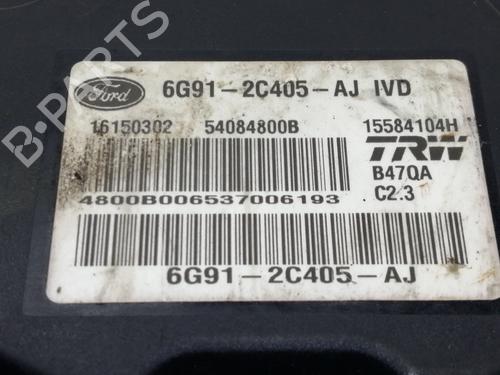 Ford
6G91-2C405-AJ IVD
16150302 54084800B 15584104H
TRW
B47QA
4800B006537006193
C2.3
6G91-2C405-AJ
B-PARTS